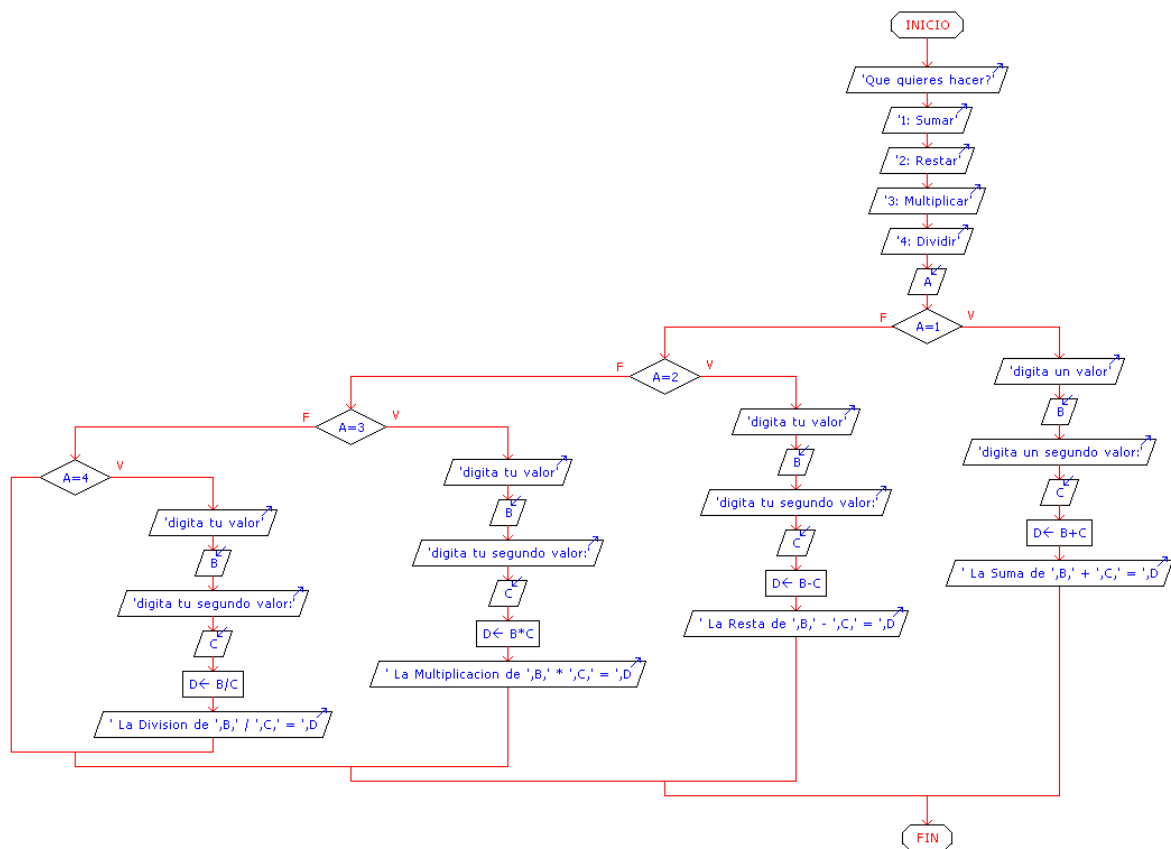 INICIO
'Que quieres hacer?'
'1: Sumar'
'2: Restar'
'3: Multiplicar'
'4: Dividir'
A
A=1
F
V
A=2
F
V
A=3
F
V
A=4
V
'digita un valor'
B
'digita un segundo valor:'
C
D← B+C
' La Suma de ',B,' + ',C,' = ',D
'digita tu valor'
B
'digita tu segundo valor:'
C
D← B-C
' La Resta de ',B,' - ',C,' = ',D
'digita tu valor'
B
'digita tu segundo valor:'
C
D← B*C
' La Multiplicacion de ',B,' * ',C,' = ',D
'digita tu valor'
B
'digita tu segundo valor:'
C
D← B/C
' La Division de ',B,' / ',C,' = ',D
FIN